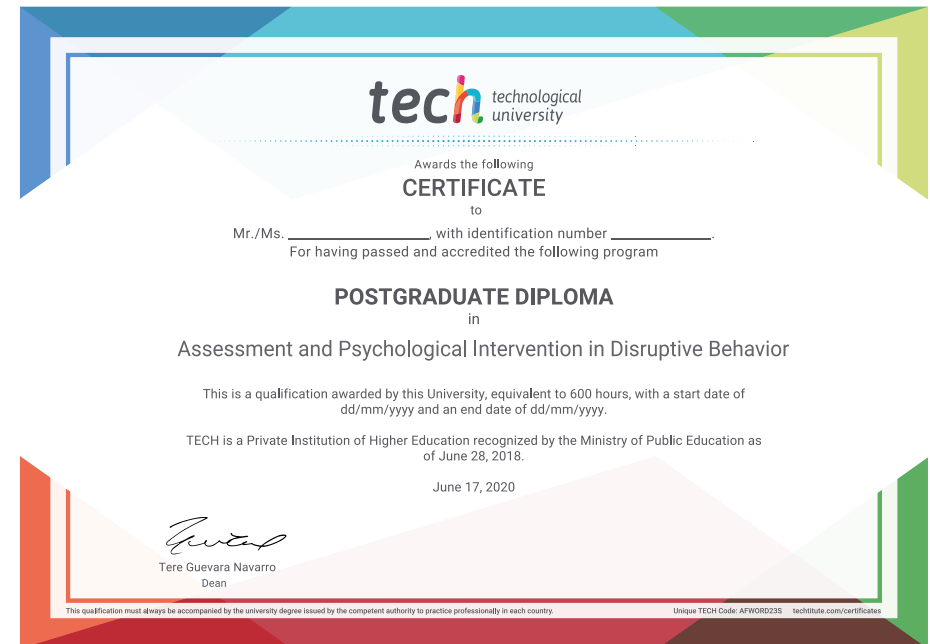 tech technological
university
Awards the following
CERTIFICATE
to
Mr./Ms. ____________________, with identification number ______________.
For having passed and accredited the following program
POSTGRADUATE DIPLOMA
in
Assessment and Psychological Intervention in Disruptive Behavior
This is a qualification awarded by this University, equivalent to 600 hours, with a start date of
dd/mm/yyyy and an end date of dd/mm/yyyy.
TECH is a Private Institution of Higher Education recognized by the Ministry of Public Education as
of June 28, 2018.
June 17, 2020
Tere Guevara Navarro
Dean
This qualification must always be accompanied by the university degree issued by the competent authority to practice professionally in each country. Unique TECH Code: AFWORD23S techtitute.com/certificates